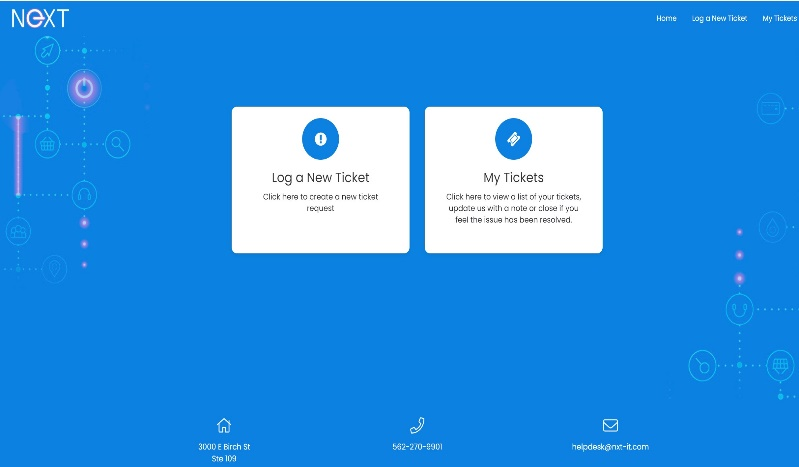 NEXT
Home Log a New Ticket My Tickets
Log a New Ticket
Click here to create a new ticket
request
My Tickets
Click here to view a list of your tickets,
update us with a note or close if you
feel the issue has been resolved.
3000 E Birch St
Ste 109
562-270-9901
helpdesk@nxt-it.com